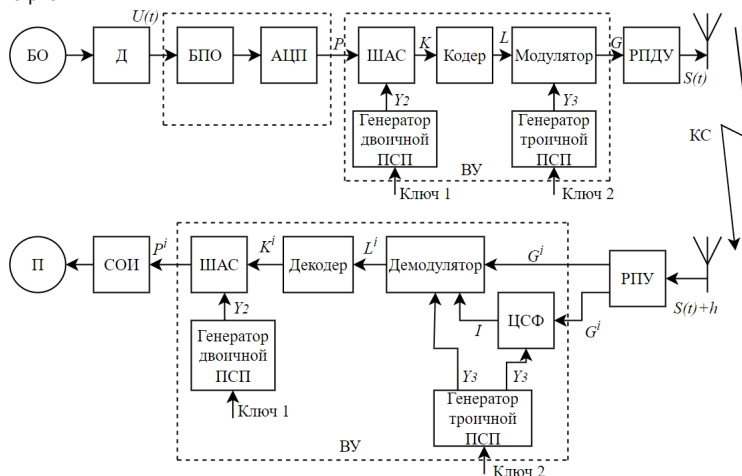 U(t)
БО
Д
БПО
АЦП
P
ШАС
K
Кодер
L
Модулятор
G
РПДУ
S(t)
Y2
Y3
Генератор
двоичной
ПСП
Генератор
троичной
ПСП
ВУ
КС
Ключ 1
Ключ 2
П
СОИ
P^i
ШАС
K^i
Декодер
L^i
Демодулятор
G^i
РПУ
S(t)+h
Y2
I
ЦСФ
G^i
Генератор
двоичной
ПСП
Y3
Y3
Генератор
троичной
ПСП
Ключ 1
ВУ
Ключ 2